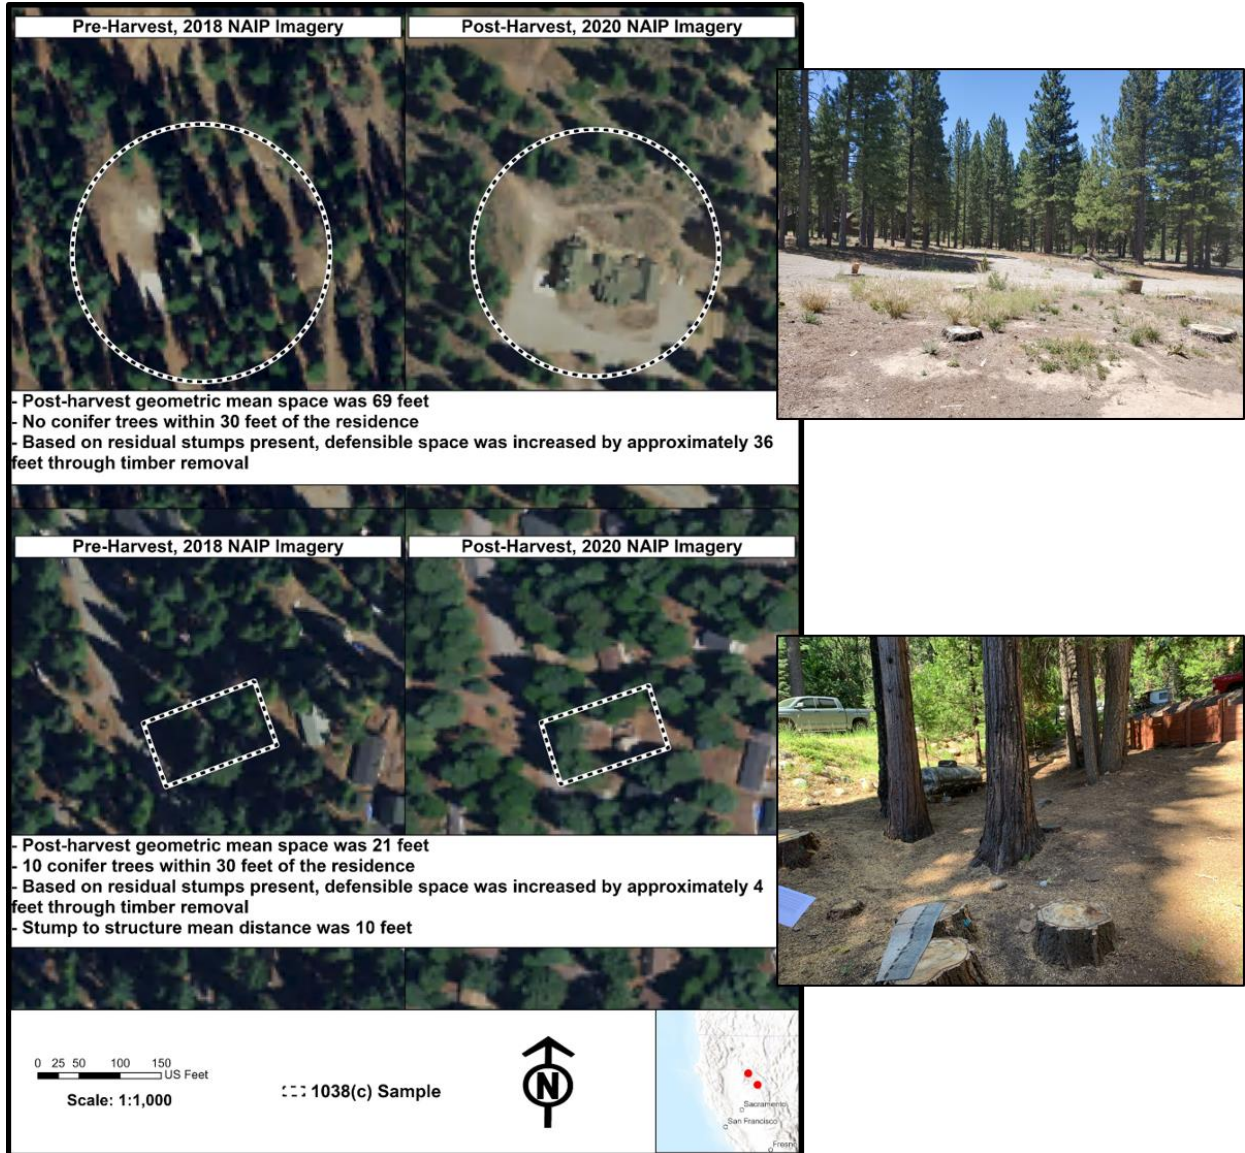 Pre-Harvest, 2018 NAIP Imagery
Post-Harvest, 2020 NAIP Imagery
- Post-harvest geometric mean space was 69 feet
- No conifer trees within 30 feet of the residence
- Based on residual stumps present, defensible space was increased by approximately 36
feet through timber removal
Pre-Harvest, 2018 NAIP Imagery
Post-Harvest, 2020 NAIP Imagery
- Post-harvest geometric mean space was 21 feet
- 10 conifer trees within 30 feet of the residence
- Based on residual stumps present, defensible space was increased by approximately 4
feet through timber removal
- Stump to structure mean distance was 10 feet
0 25 50 100 150
US Feet
Scale: 1:1,000
1038(c) Sample
N
Sacramento
San Francisco
Fresn